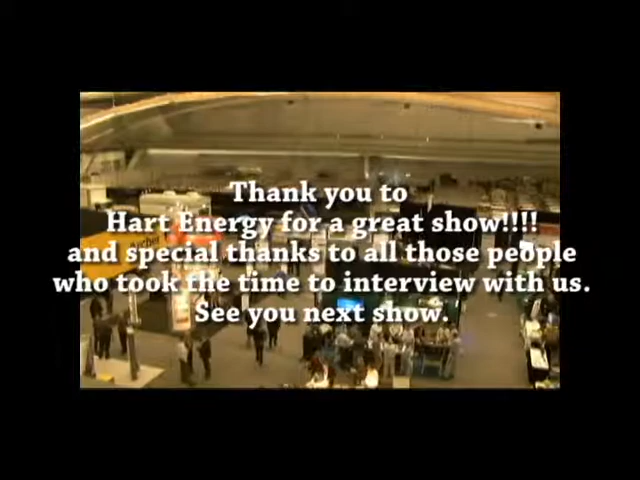 Thank you to
Hart Energy for a great show!!!!
and special thanks to all those people
who took the time to interview with us.
See you next show.